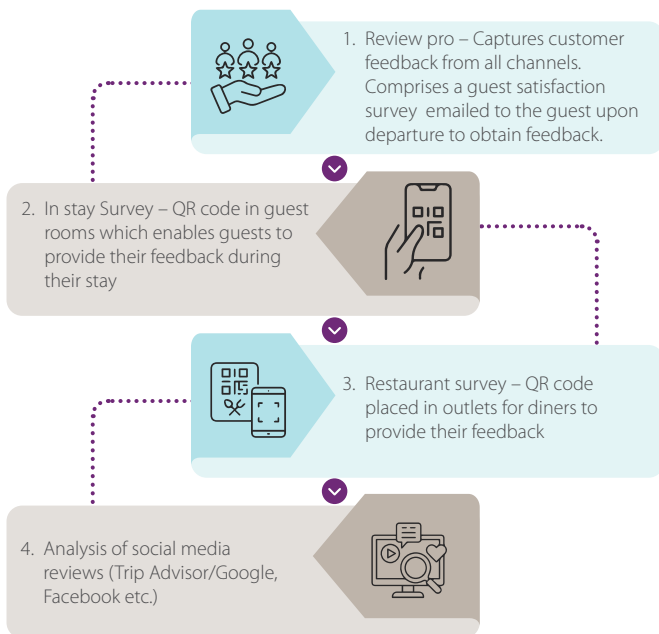 1. Review pro – Captures customer
feedback from all channels.
Comprises a guest satisfaction
survey emailed to the guest upon
departure to obtain feedback.
2. In stay Survey – QR code in guest
rooms which enables guests to
provide their feedback during
their stay
3. Restaurant survey – QR code
placed in outlets for diners to
provide their feedback
4. Analysis of social media
reviews (Trip Advisor/Google,
Facebook etc.)